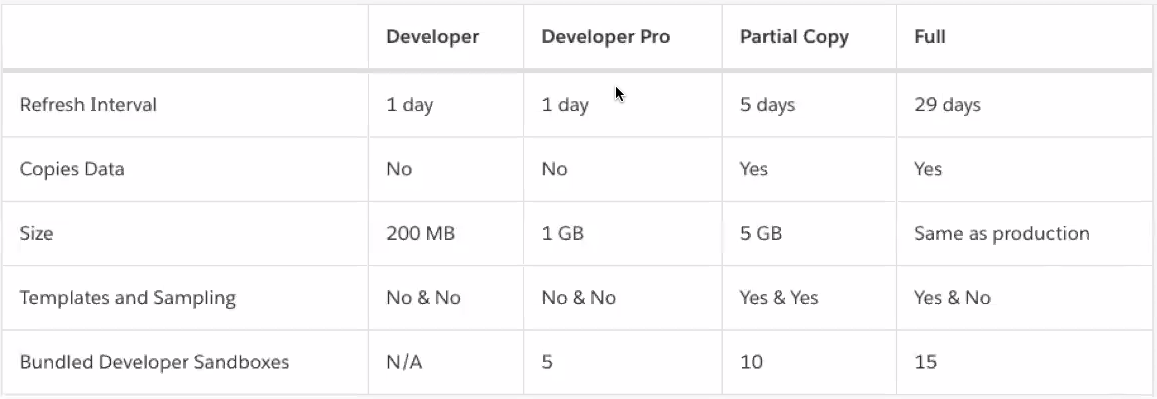 Developer Developer Pro Partial Copy Full
Refresh Interval 1 day 1 day 5 days 29 days
Copies Data No No Yes Yes
Size 200 MB 1 GB 5 GB Same as production
Templates and Sampling No & No No & No Yes & Yes Yes & No
Bundled Developer Sandboxes N/A 5 10 15